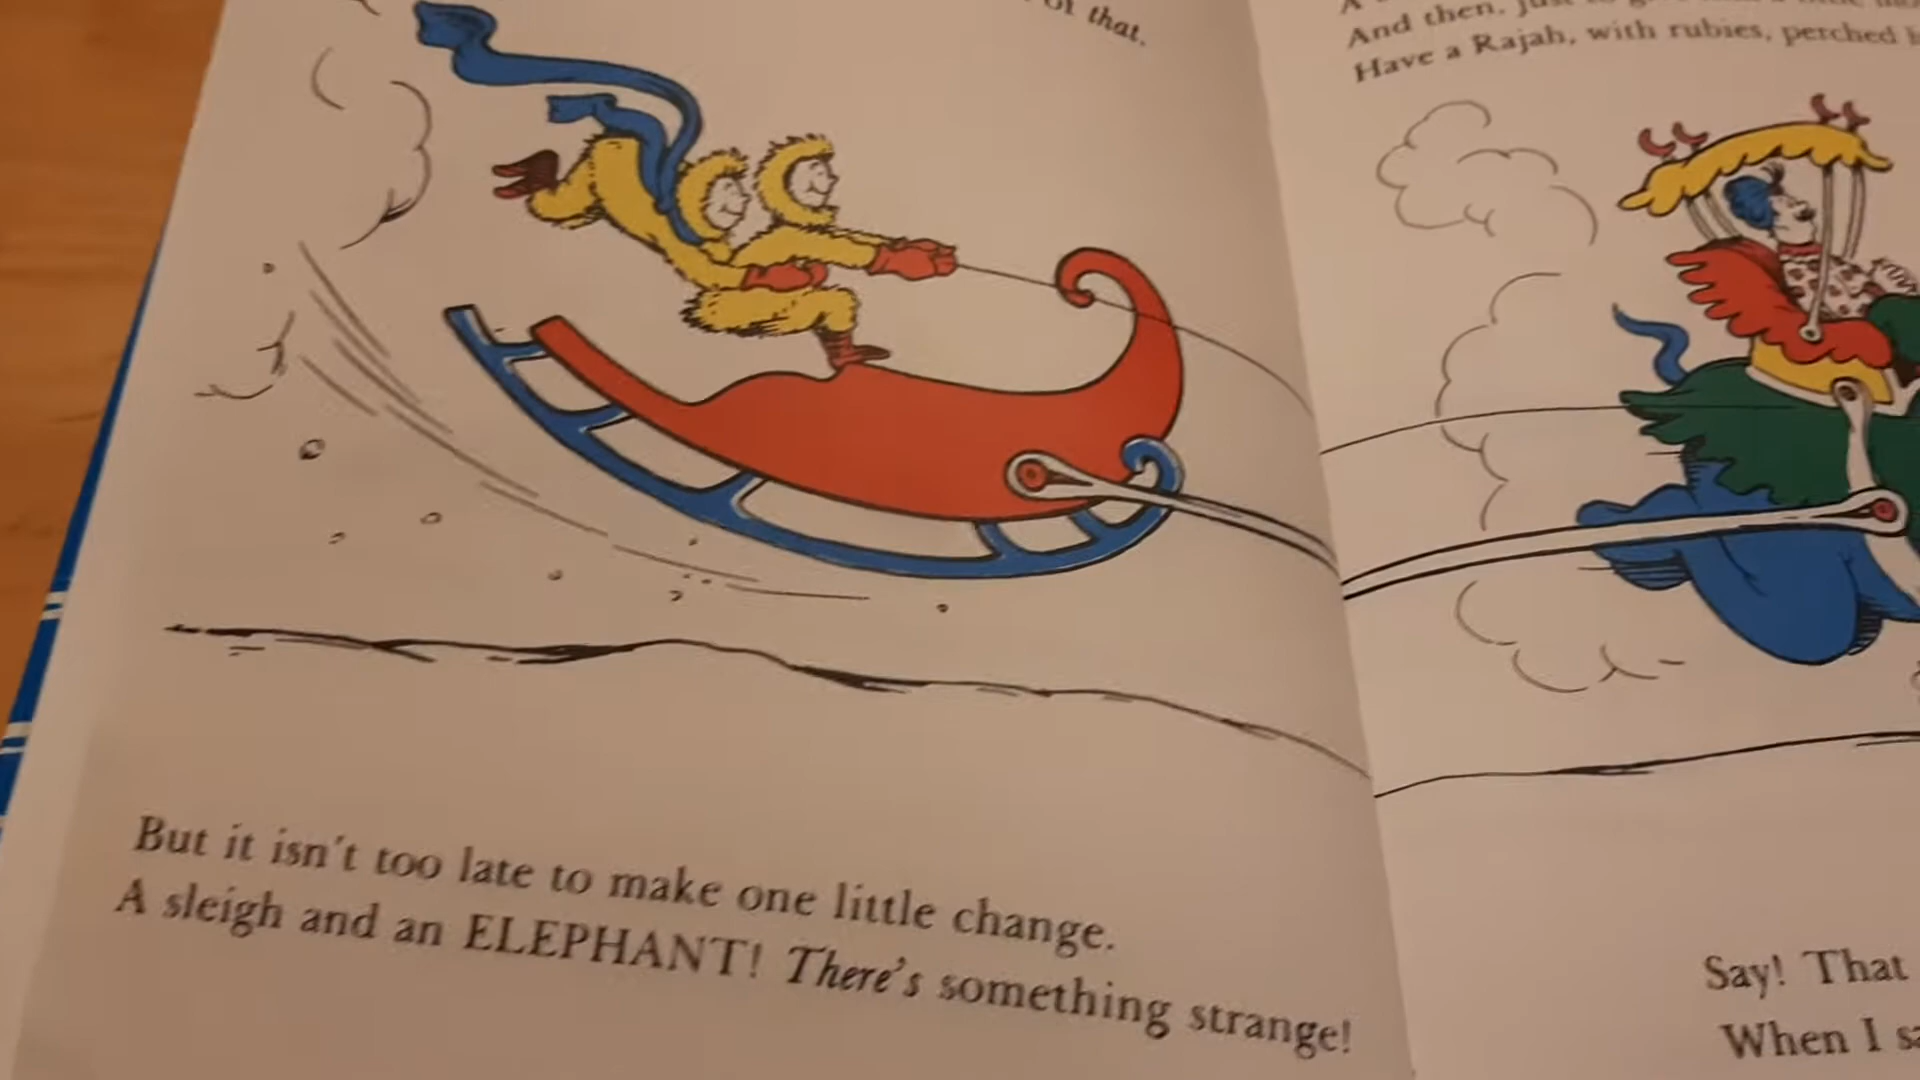 of that.
But it isn't too late to make one little change.
A sleigh and an ELEPHANT! There's something strange!
And then,
Have a Rajah, with rubies, perched
Say! That
When I